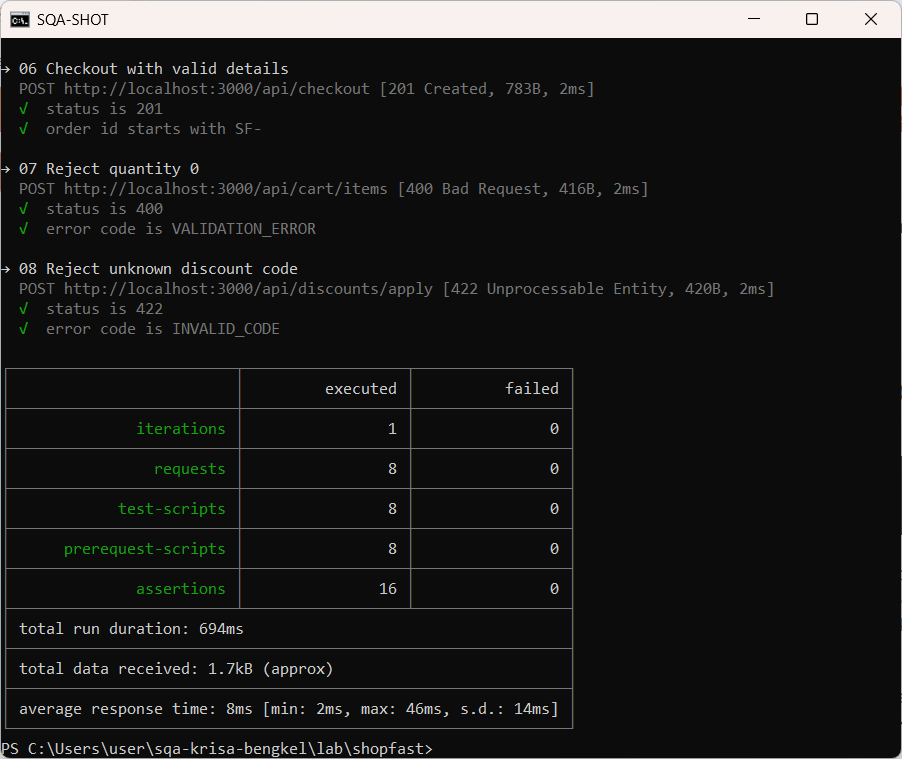 SQA-SHOT
→ 06 Checkout with valid details
POST http://localhost:3000/api/checkout [201 Created, 783B, 2ms]
√ status is 201
√ order id starts with SF-
→ 07 Reject quantity 0
POST http://localhost:3000/api/cart/items [400 Bad Request, 416B, 2ms]
√ status is 400
√ error code is VALIDATION_ERROR
→ 08 Reject unknown discount code
POST http://localhost:3000/api/discounts/apply [422 Unprocessable Entity, 420B, 2ms]
√ status is 422
√ error code is INVALID_CODE
executed failed
iterations 1 0
requests 8 0
test-scripts 8 0
prerequest-scripts 8 0
assertions 16 0
total run duration: 694ms
total data received: 1.7kB (approx)
average response time: 8ms [min: 2ms, max: 46ms, s.d.: 14ms]
PS C:\Users\user\sqa-krisa-bengkel\lab\shopfast>